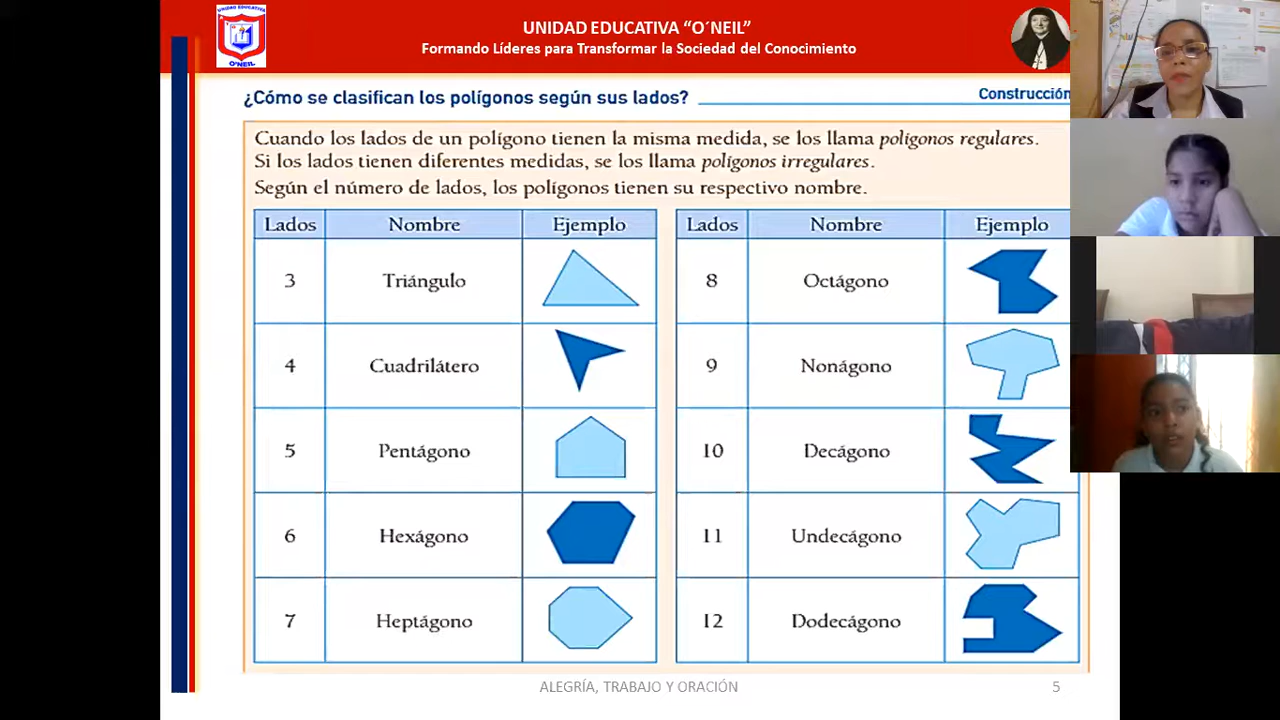 UNIDAD EDUCATIVA
O'NEIL
UNIDAD EDUCATIVA “O´NEIL”
Formando Líderes para Transformar la Sociedad del Conocimiento
¿Cómo se clasifican los polígonos según sus lados?
Construcción
Cuando los lados de un polígono tienen la misma medida, se los llama polígonos regulares.
Si los lados tienen diferentes medidas, se los llama polígonos irregulares.
Según el número de lados, los polígonos tienen su respectivo nombre.
Lados Nombre Ejemplo
3 Triángulo
4 Cuadrilátero
5 Pentágono
6 Hexágono
7 Heptágono
Lados Nombre Ejemplo
8 Octágono
9 Nonágono
10 Decágono
11 Undecágono
12 Dodecágono
ALEGRÍA, TRABAJO Y ORACIÓN
5